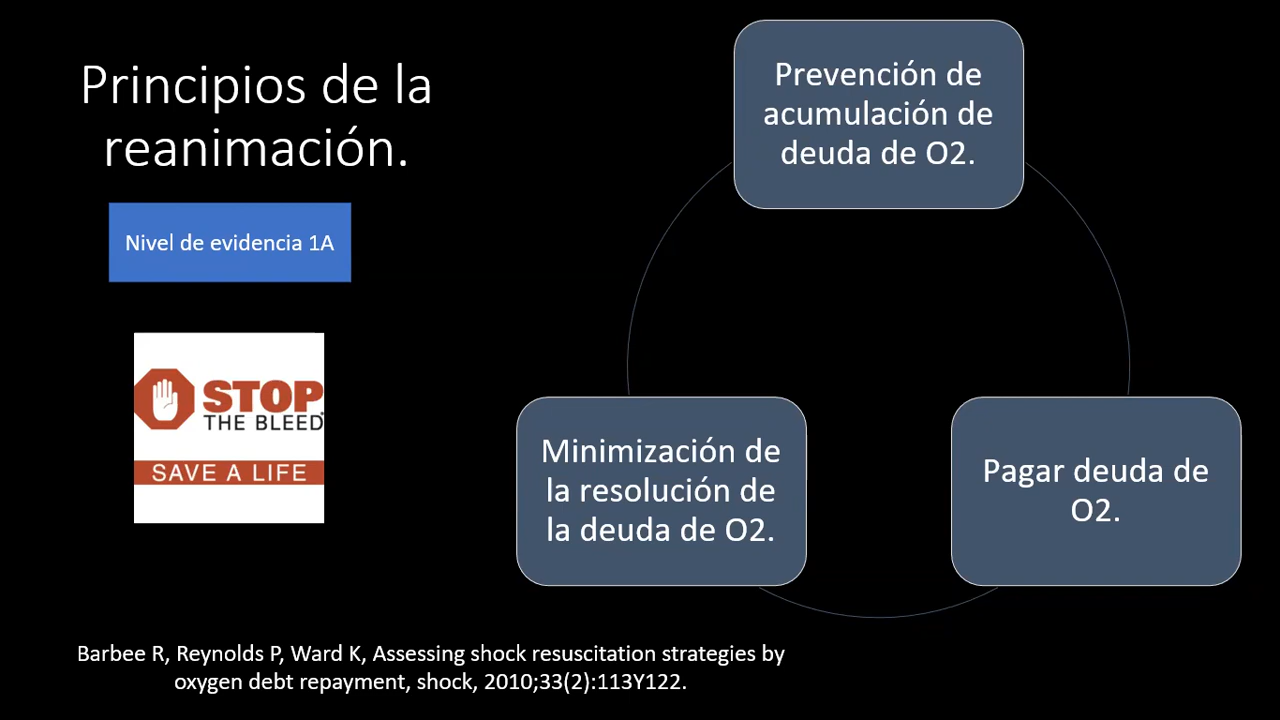 Principios de la
reanimación.
Nivel de evidencia 1A
STOP
THE BLEED
SAVE A LIFE
Prevención de
acumulación de
deuda de O2.
Minimización de
la resolución de
la deuda de O2.
Pagar deuda de
O2.
Barbee R, Reynolds P, Ward K, Assessing shock resuscitation strategies by
oxygen debt repayment, shock, 2010;33(2):113Y122.